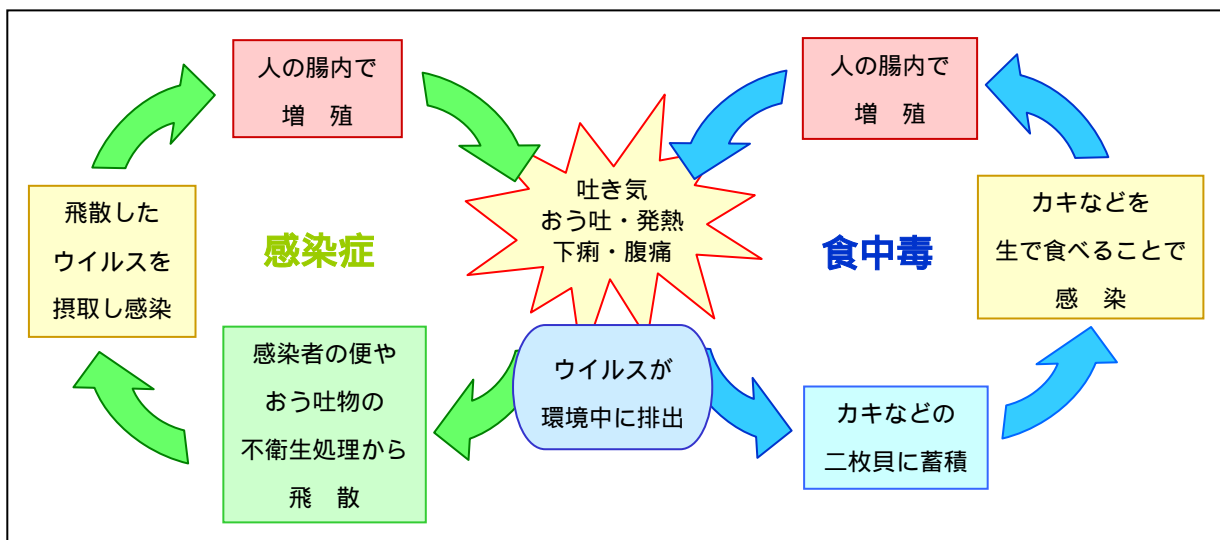 人の腸内で
増　殖
人の腸内で
増　殖
吐き気
おう吐・発熱
下痢・腹痛
飛散した
ウイルスを
摂取し感染
感染症
食中毒
カキなどを
生で食べることで
感　染
感染者の便や
おう吐物の
不衛生処理から
飛　散
ウイルスが
環境中に排出
カキなどの
二枚貝に蓄積